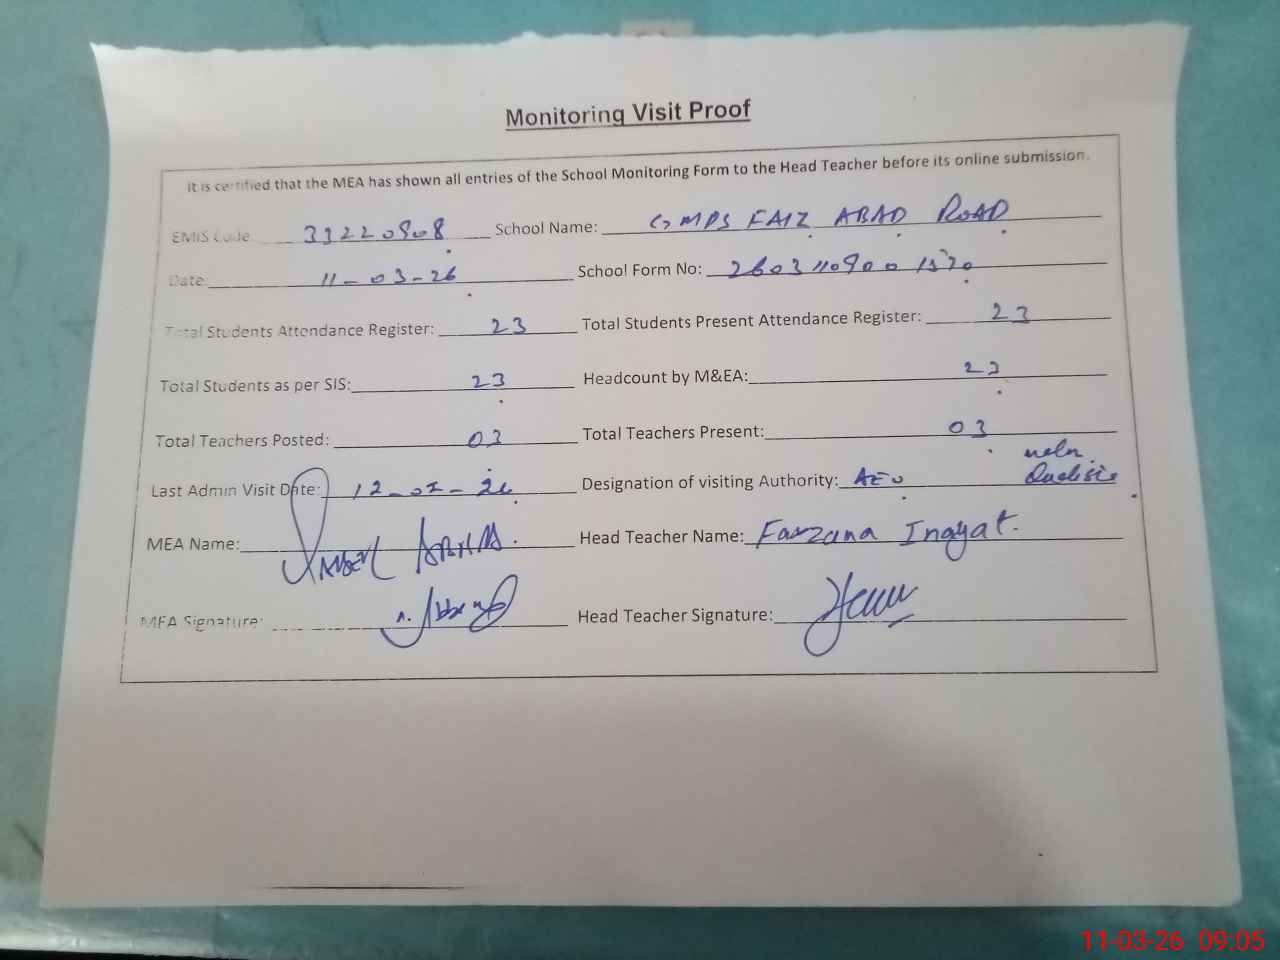 Monitoring Visit Proof
It is certified that the MEA has shown all entries of the School Monitoring Form to the Head Teacher before its online submission.
EMIS Code: 33220908 School Name: GMPS FAIZ ABAD ROAD
Date: 11-03-26 School Form No: 26031109001570
Total Students Attendance Register: 23 Total Students Present Attendance Register: 23
Total Students as per SIS: 23 Headcount by M&EA: 23
Total Teachers Posted: 03 Total Teachers Present: 03
Last Admin Visit Date: 12-02-26 Designation of visiting Authority: AEO
MEA Name: Head Teacher Name: Farzana Inayat.
MEA Signature: Head Teacher Signature:
11-03-26 09:05